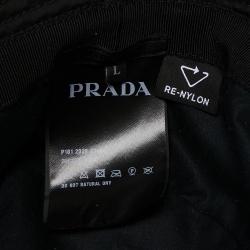 L
PRADA
RE-NYLON
DO NOT NATURAL DRY